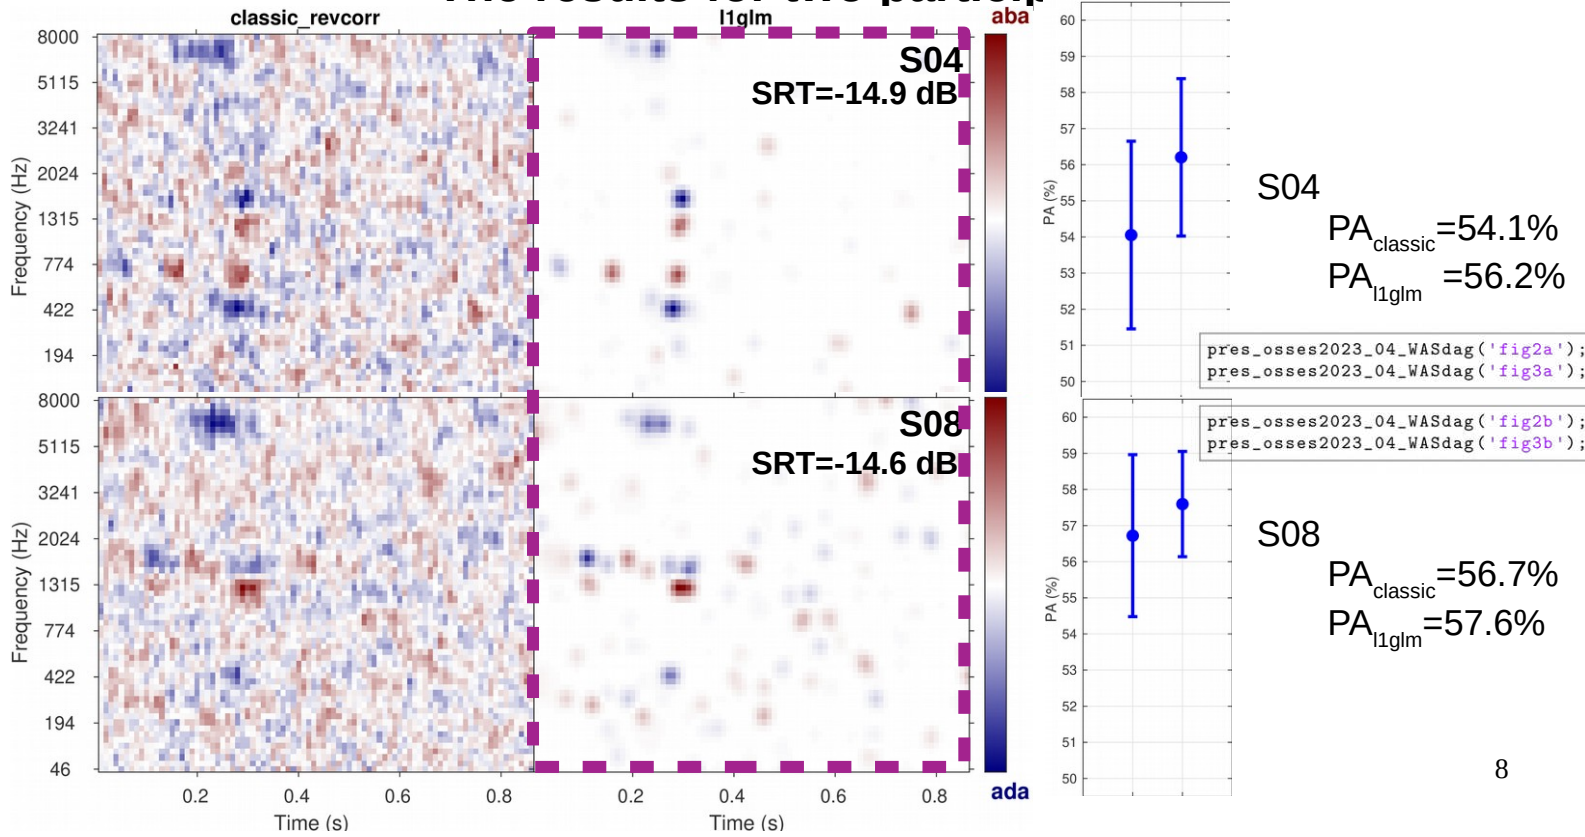 The results for two particip
classic_revcorr
l1glm
aba
8000
5115
3241
2024
1315
774
422
194
Frequency (Hz)
S04
SRT=-14.9 dB
8000
5115
3241
2024
1315
774
422
194
46
Frequency (Hz)
S08
SRT=-14.6 dB
0.2
0.4
0.6
0.8
Time (s)
0.2
0.4
0.6
0.8
Time (s)
ada
60
59
58
57
56
55
54
53
52
51
50
PA (%)
S04
PAclassic=54.1%
PAl1glm =56.2%
pres_osses2023_04_WASdag('fig2a');
pres_osses2023_04_WASdag('fig3a');
60
59
58
57
56
55
54
53
52
51
50
PA (%)
pres_osses2023_04_WASdag('fig2b');
pres_osses2023_04_WASdag('fig3b');
S08
PAclassic=56.7%
PAl1glm=57.6%
8